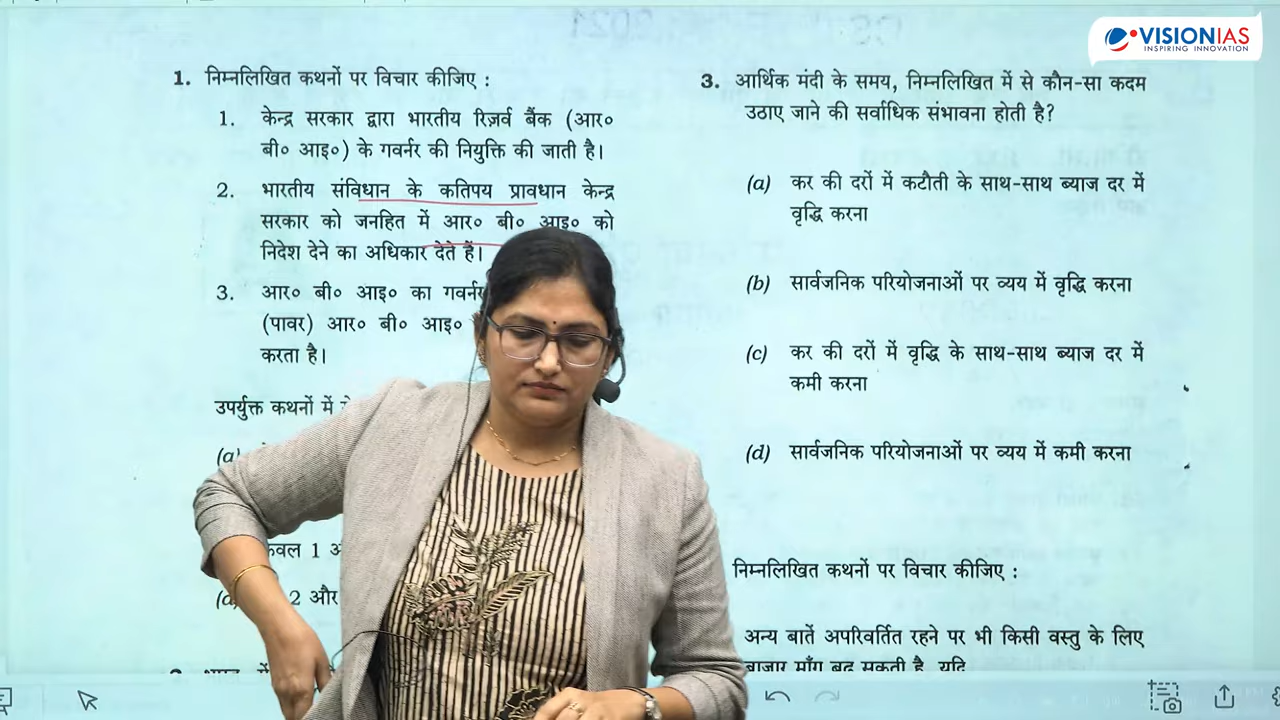 VISIONIAS
INSPIRING INNOVATION
1. निम्नलिखित कथनों पर विचार कीजिए :
1. केन्द्र सरकार द्वारा भारतीय रिज़र्व बैंक (आर०
बी० आइ०) के गवर्नर की नियुक्ति की जाती है।
2. भारतीय संविधान के कतिपय प्रावधान केन्द्र
सरकार को जनहित में आर० बी० आइ० को
निदेश देने का अधिकार देते हैं।
3. आर० बी० आइ० का गवर्नर
(पावर) आर० बी० आइ०
करता है।
उपर्युक्त कथनों में
(a)
केवल 1
(d) 2 और
3. आर्थिक मंदी के समय, निम्नलिखित में से कौन-सा कदम
उठाए जाने की सर्वाधिक संभावना होती है?
(a) कर की दरों में कटौती के साथ-साथ ब्याज दर में
वृद्धि करना
(b) सार्वजनिक परियोजनाओं पर व्यय में वृद्धि करना
(c) कर की दरों में वृद्धि के साथ-साथ ब्याज दर में
कमी करना
(d) सार्वजनिक परियोजनाओं पर व्यय में कमी करना
निम्नलिखित कथनों पर विचार कीजिए :
अन्य बातें अपरिवर्तित रहने पर भी किसी वस्तु के लिए
बाज़ार माँग बढ़ सकती है, यदि